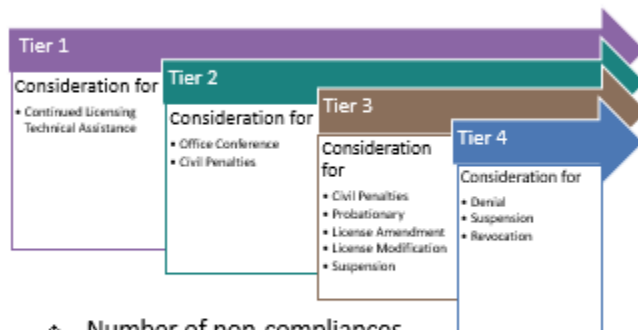 Tier 1
Consideration for
• Continued Licensing
Technical Assistance
Tier 2
Consideration for
• Office Conference
• Civil Penalties
Tier 3
Consideration
for
• Civil Penalties
• Probationary
• License Amendment
• License Modification
• Suspension
Tier 4
Consideration for
• Denial
• Suspension
• Revocation
Number of non-compliances